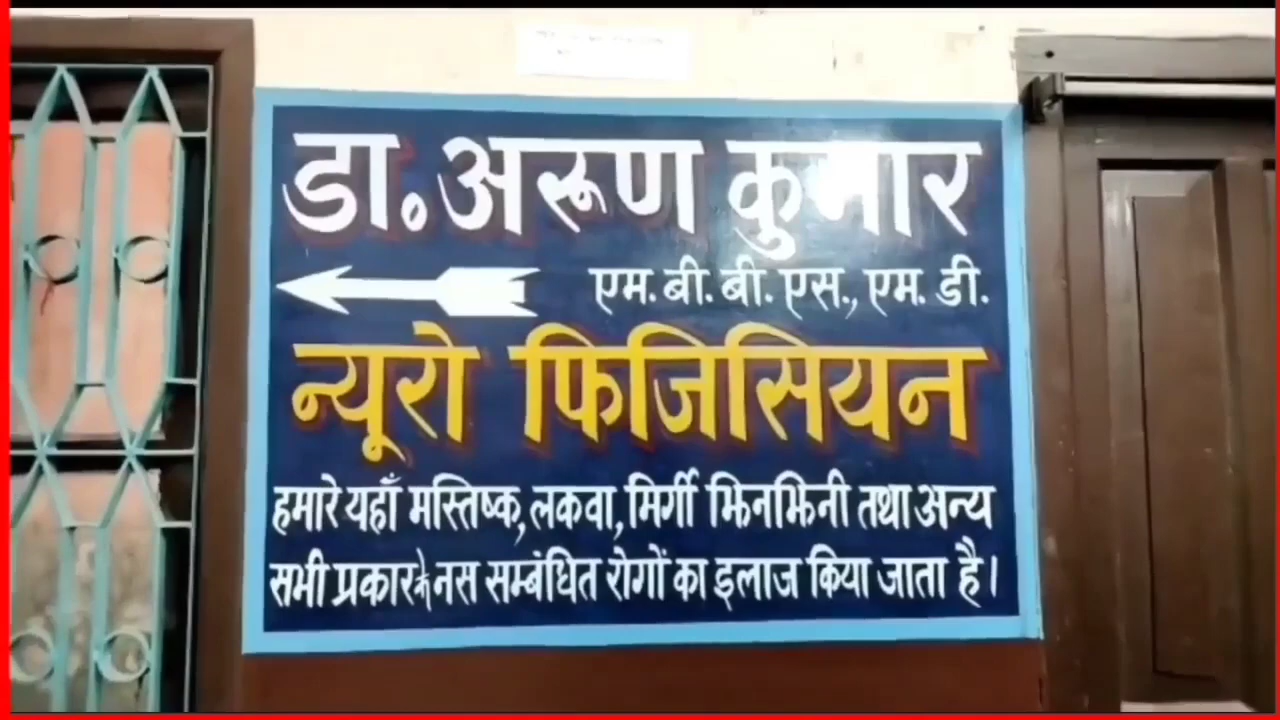 डा. अरूण कुमार
एम. बी. बी. एस., एम. डी.
न्यूरो फिजिसियन
हमारे यहाँ मस्तिष्क, लकवा, मिर्गी झिनझिनी तथा अन्य
सभी प्रकार के नस सम्बंधित रोगों का इलाज किया जाता है।